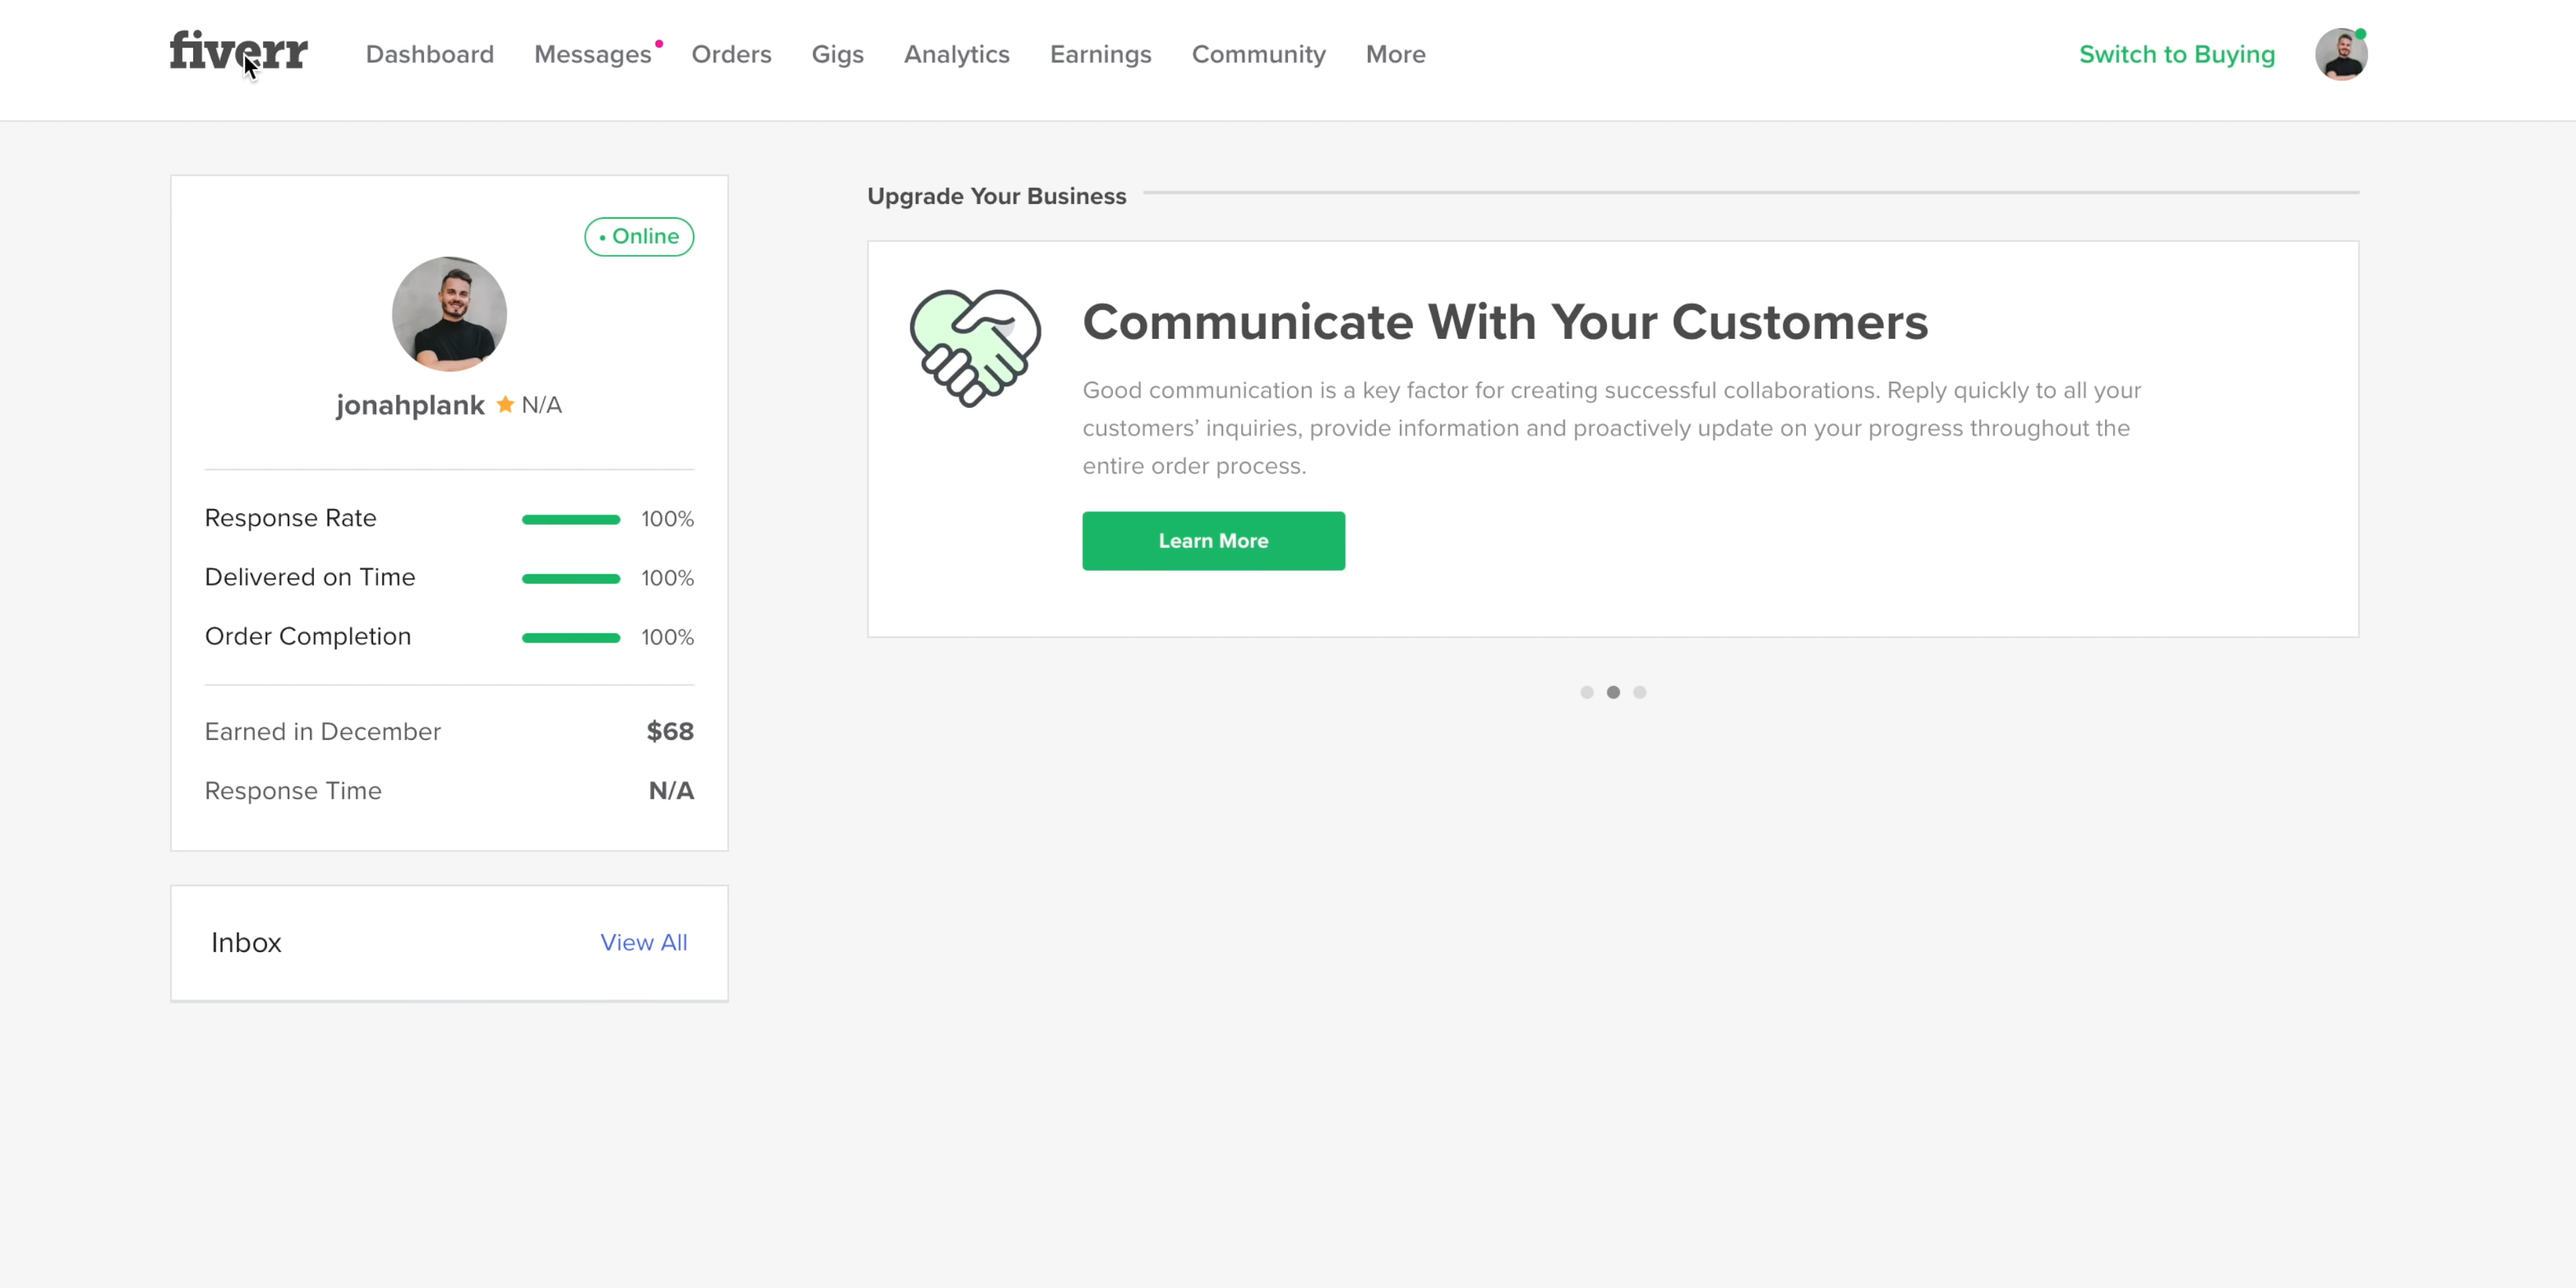 fiverr Dashboard Messages Orders Gigs Analytics Earnings Community More Switch to Buying
• Online
jonahplank N/A
Response Rate 100%
Delivered on Time 100%
Order Completion 100%
Earned in December $68
Response Time N/A
Inbox View All
Upgrade Your Business
Communicate With Your Customers
Good communication is a key factor for creating successful collaborations. Reply quickly to all your
customers’ inquiries, provide information and proactively update on your progress throughout the
entire order process.
Learn More